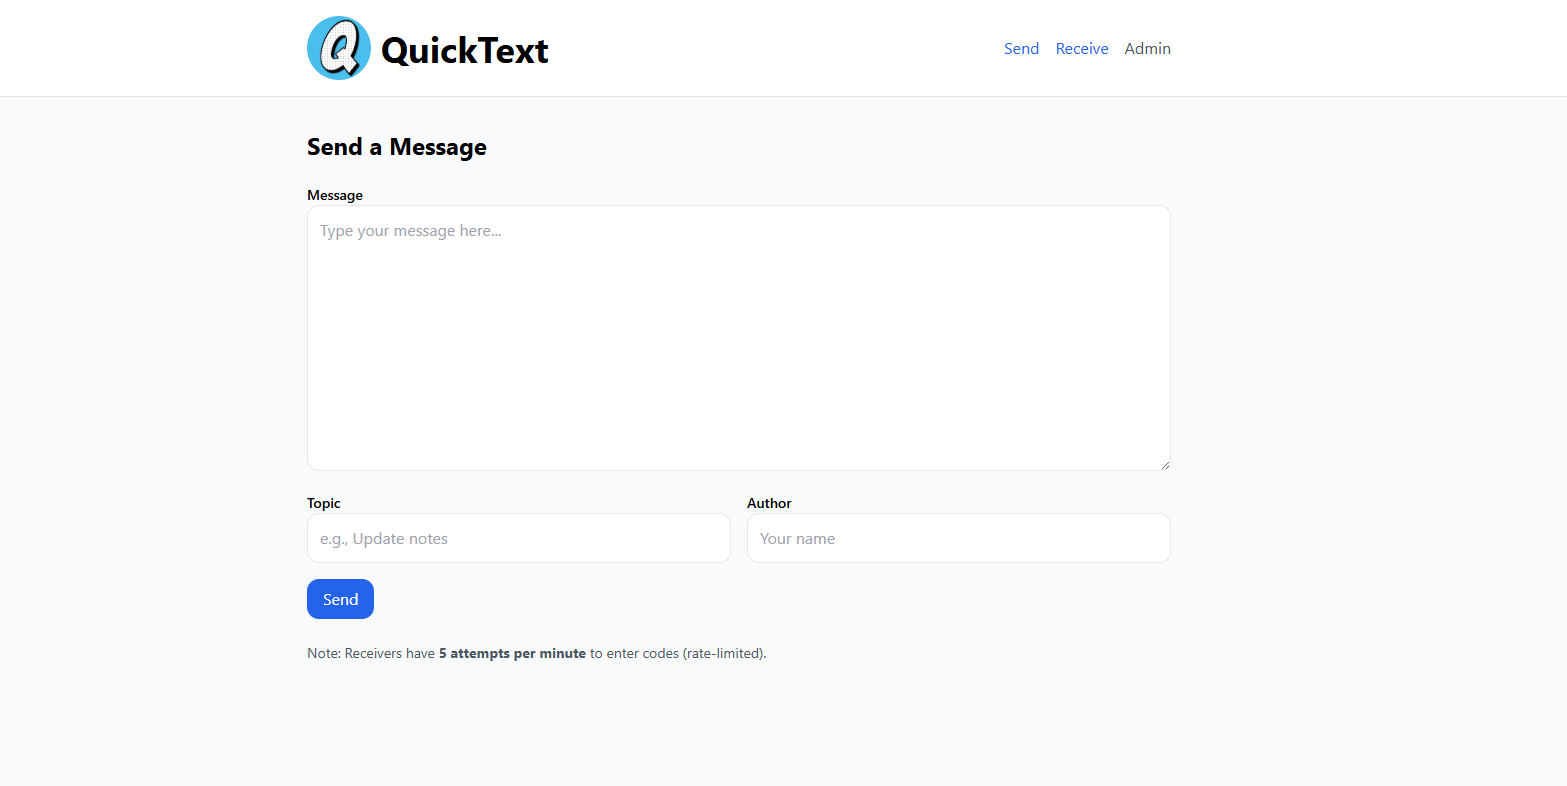 Q QuickText
Send Receive Admin
Send a Message
Message
Type your message here...
Topic Author
e.g., Update notes Your name
Send
Note: Receivers have 5 attempts per minute to enter codes (rate-limited).